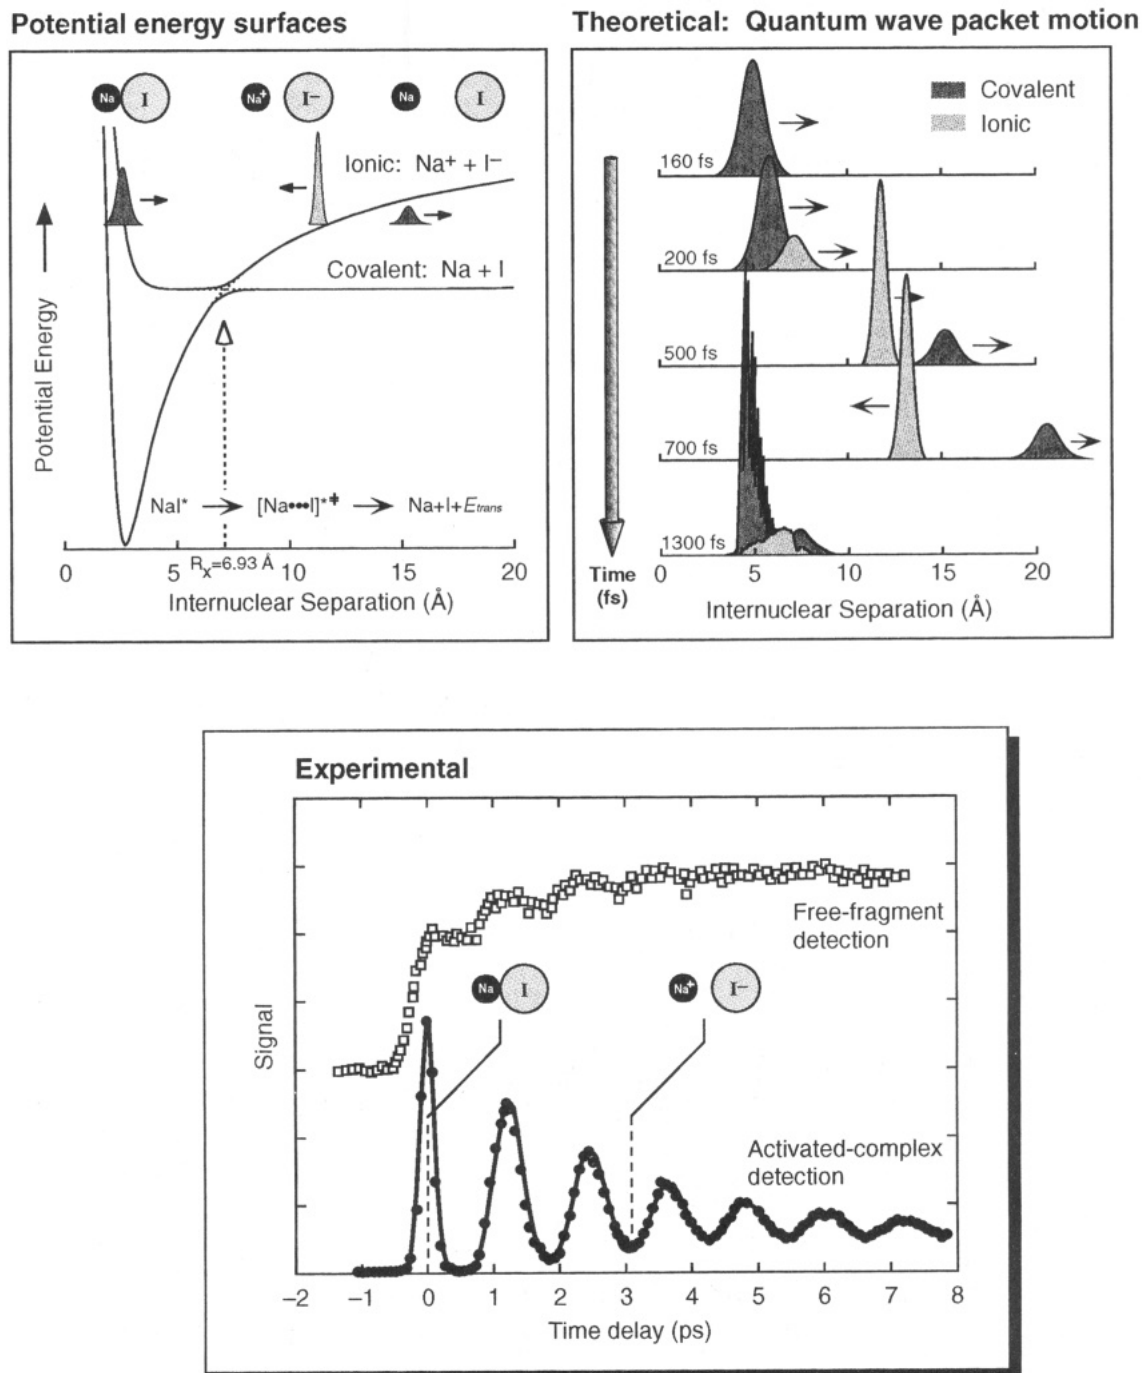 Potential energy surfaces
Na I Na⁺ I– Na I
Ionic: Na⁺ + I–
Covalent: Na + I
Potential Energy
NaI* → [Na•••I]*‡ → Na+I+Etrans
Rx=6.93 Å
0 5 10 15 20
Internuclear Separation (Å)
Theoretical: Quantum wave packet motion
Covalent
Ionic
160 fs
200 fs
500 fs
700 fs
1300 fs
Time
(fs)
0 5 10 15 20
Internuclear Separation (Å)
Experimental
Free-fragment
detection
Na I
Na⁺ I–
Signal
Activated-complex
detection
–2 –1 0 1 2 3 4 5 6 7 8
Time delay (ps)